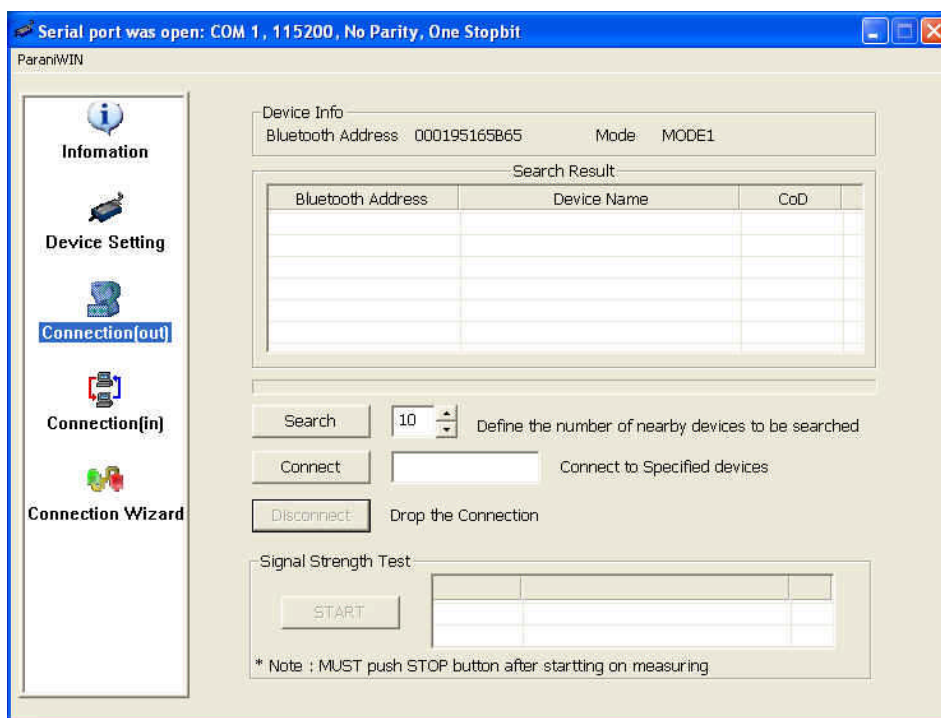 Serial port was open: COM 1, 115200, No Parity, One Stopbit
ParaniWIN
Infomation
Device Setting
Connection(out)
Connection(in)
Connection Wizard
Device Info
Bluetooth Address 000195165B65 Mode MODE1
Search Result
Bluetooth Address Device Name CoD
Search 10 Define the number of nearby devices to be searched
Connect Connect to Specified devices
Disconnect Drop the Connection
Signal Strength Test
START
* Note : MUST push STOP button after startting on measuring